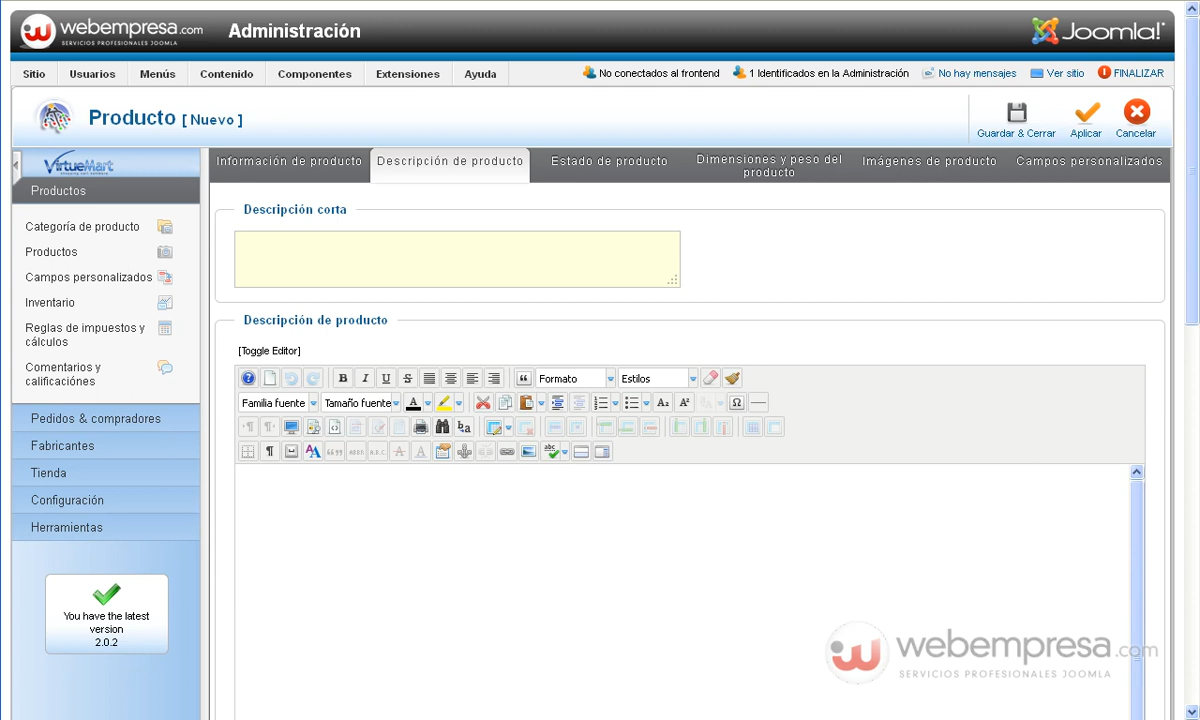 webempresa.com
SERVICIOS PROFESIONALES JOOMLA
Administración
Joomla!
Sitio Usuarios Menús Contenido Componentes Extensiones Ayuda No conectados al frontend 1 Identificados en la Administración No hay mensajes Ver sitio FINALIZAR
Producto [ Nuevo ]
Guardar & Cerrar Aplicar Cancelar
VirtueMart
Productos
Categoría de producto
Productos
Campos personalizados
Inventario
Reglas de impuestos y
cálculos
Comentarios y
calificaciónes
Pedidos & compradores
Fabricantes
Tienda
Configuración
Herramientas
You have the latest
version
2.0.2
Información de producto Descripción de producto Estado de producto Dimensiones y peso del
producto Imágenes de producto Campos personalizados
Descripción corta
Descripción de producto
[Toggle Editor]
Formato Estilos
Familia fuente Tamaño fuente
webempresa.com
SERVICIOS PROFESIONALES JOOMLA